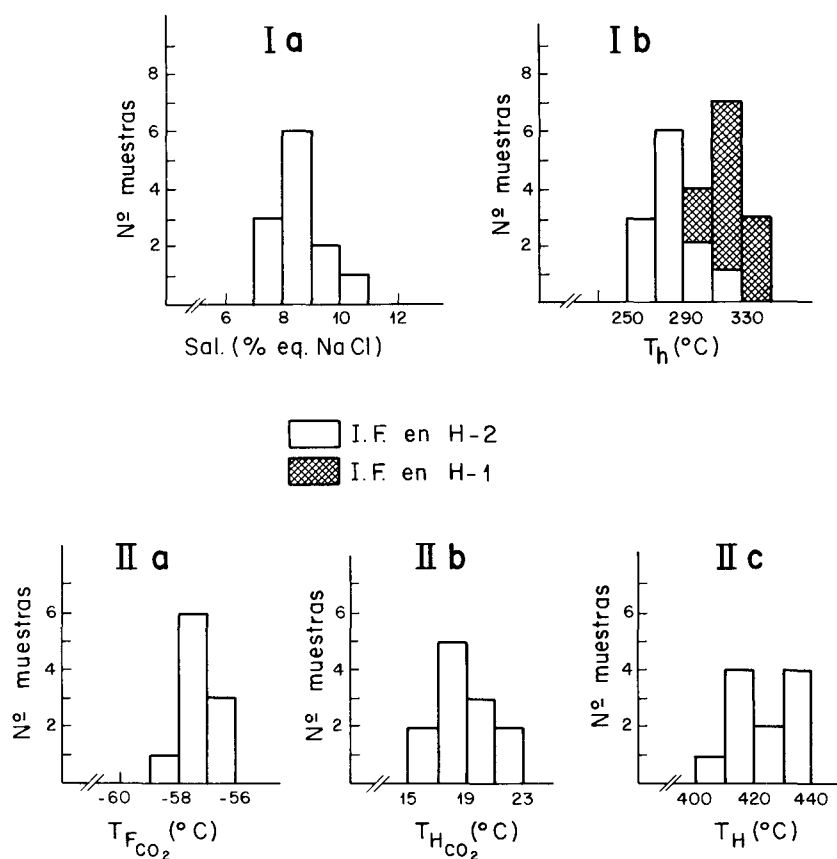 I a
Nº muestras
8
6
4
2
6 8 10 12
Sal. (% eq. NaCl)
I b
Nº muestras
8
6
4
2
250 290 330
Th (°C)
I.F. en H-2
I.F. en H-1
II a
Nº muestras
6
4
2
-60 -58 -56
TFCO2 (°C)
II b
Nº muestras
6
4
2
15 19 23
THCO2 (°C)
II c
Nº muestras
6
4
2
400 420 440
TH (°C)